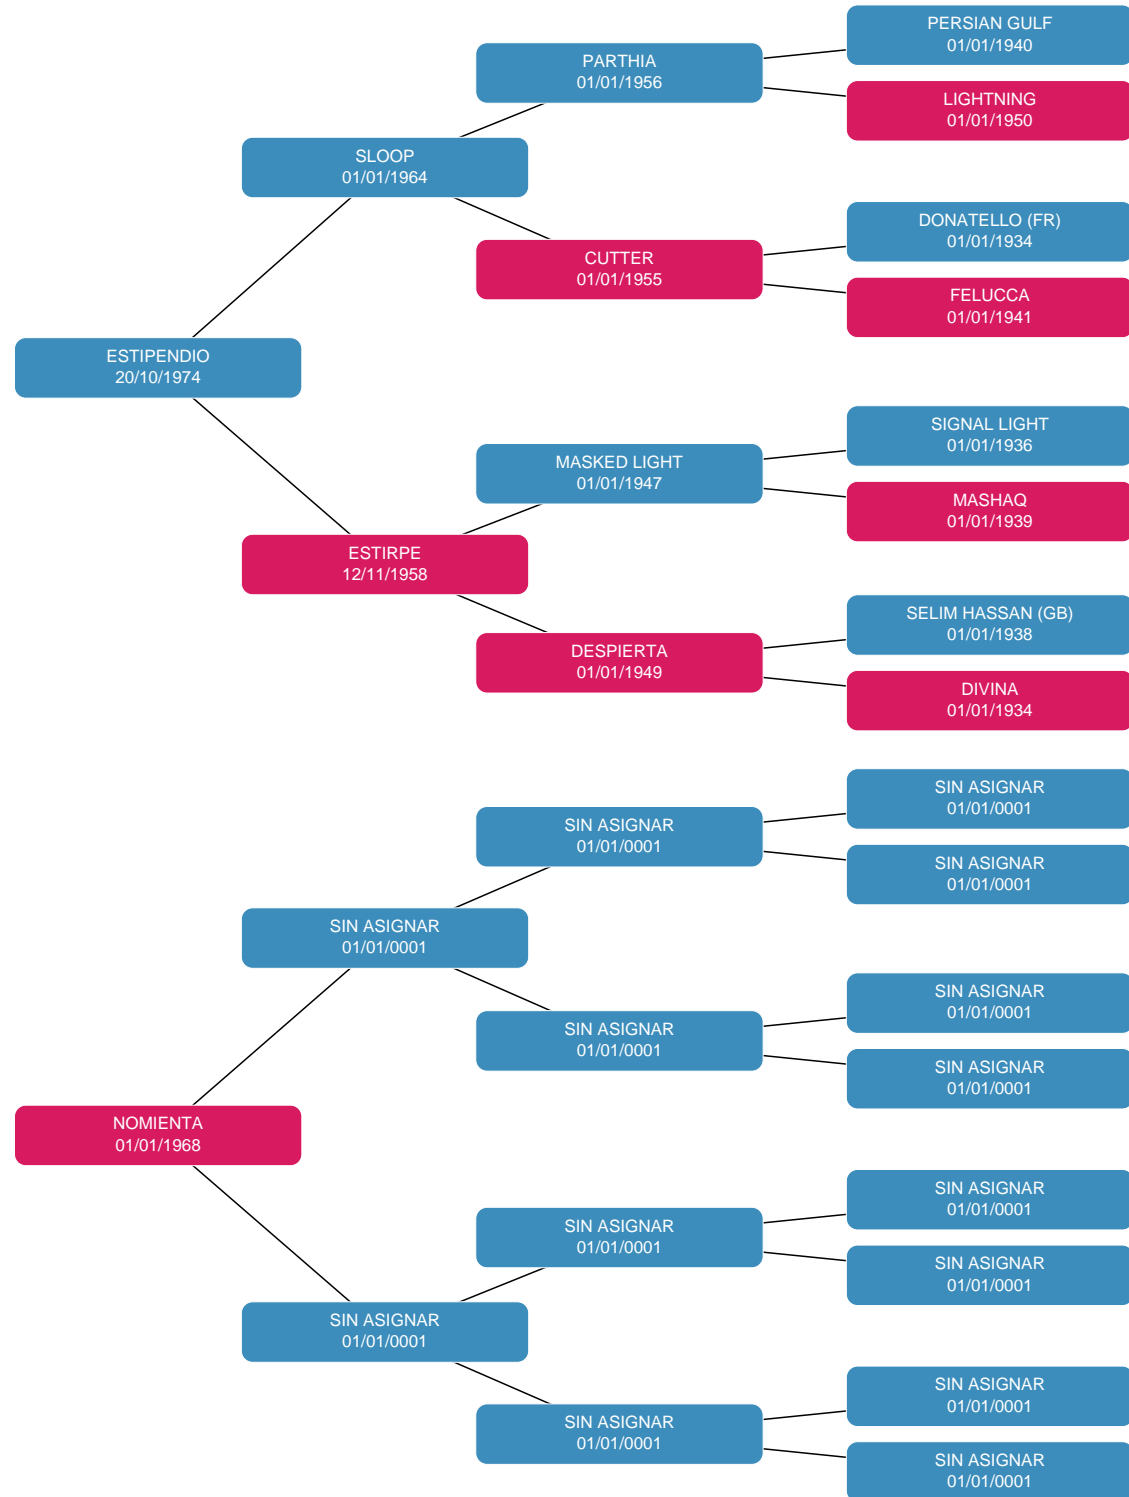 PERSIAN GULF
01/01/1940
PARTHIA
01/01/1956
LIGHTNING
01/01/1950
SLOOP
01/01/1964
DONATELLO (FR)
01/01/1934
CUTTER
01/01/1955
FELUCCA
01/01/1941
ESTIPENDIO
20/10/1974
SIGNAL LIGHT
01/01/1936
MASKED LIGHT
01/01/1947
MASHAQ
01/01/1939
ESTIRPE
12/11/1958
SELIM HASSAN (GB)
01/01/1938
DESPIERTA
01/01/1949
DIVINA
01/01/1934
SIN ASIGNAR
01/01/0001
SIN ASIGNAR
01/01/0001
SIN ASIGNAR
01/01/0001
SIN ASIGNAR
01/01/0001
SIN ASIGNAR
01/01/0001
SIN ASIGNAR
01/01/0001
SIN ASIGNAR
01/01/0001
NOMIENTA
01/01/1968
SIN ASIGNAR
01/01/0001
SIN ASIGNAR
01/01/0001
SIN ASIGNAR
01/01/0001
SIN ASIGNAR
01/01/0001
SIN ASIGNAR
01/01/0001
SIN ASIGNAR
01/01/0001
SIN ASIGNAR
01/01/0001